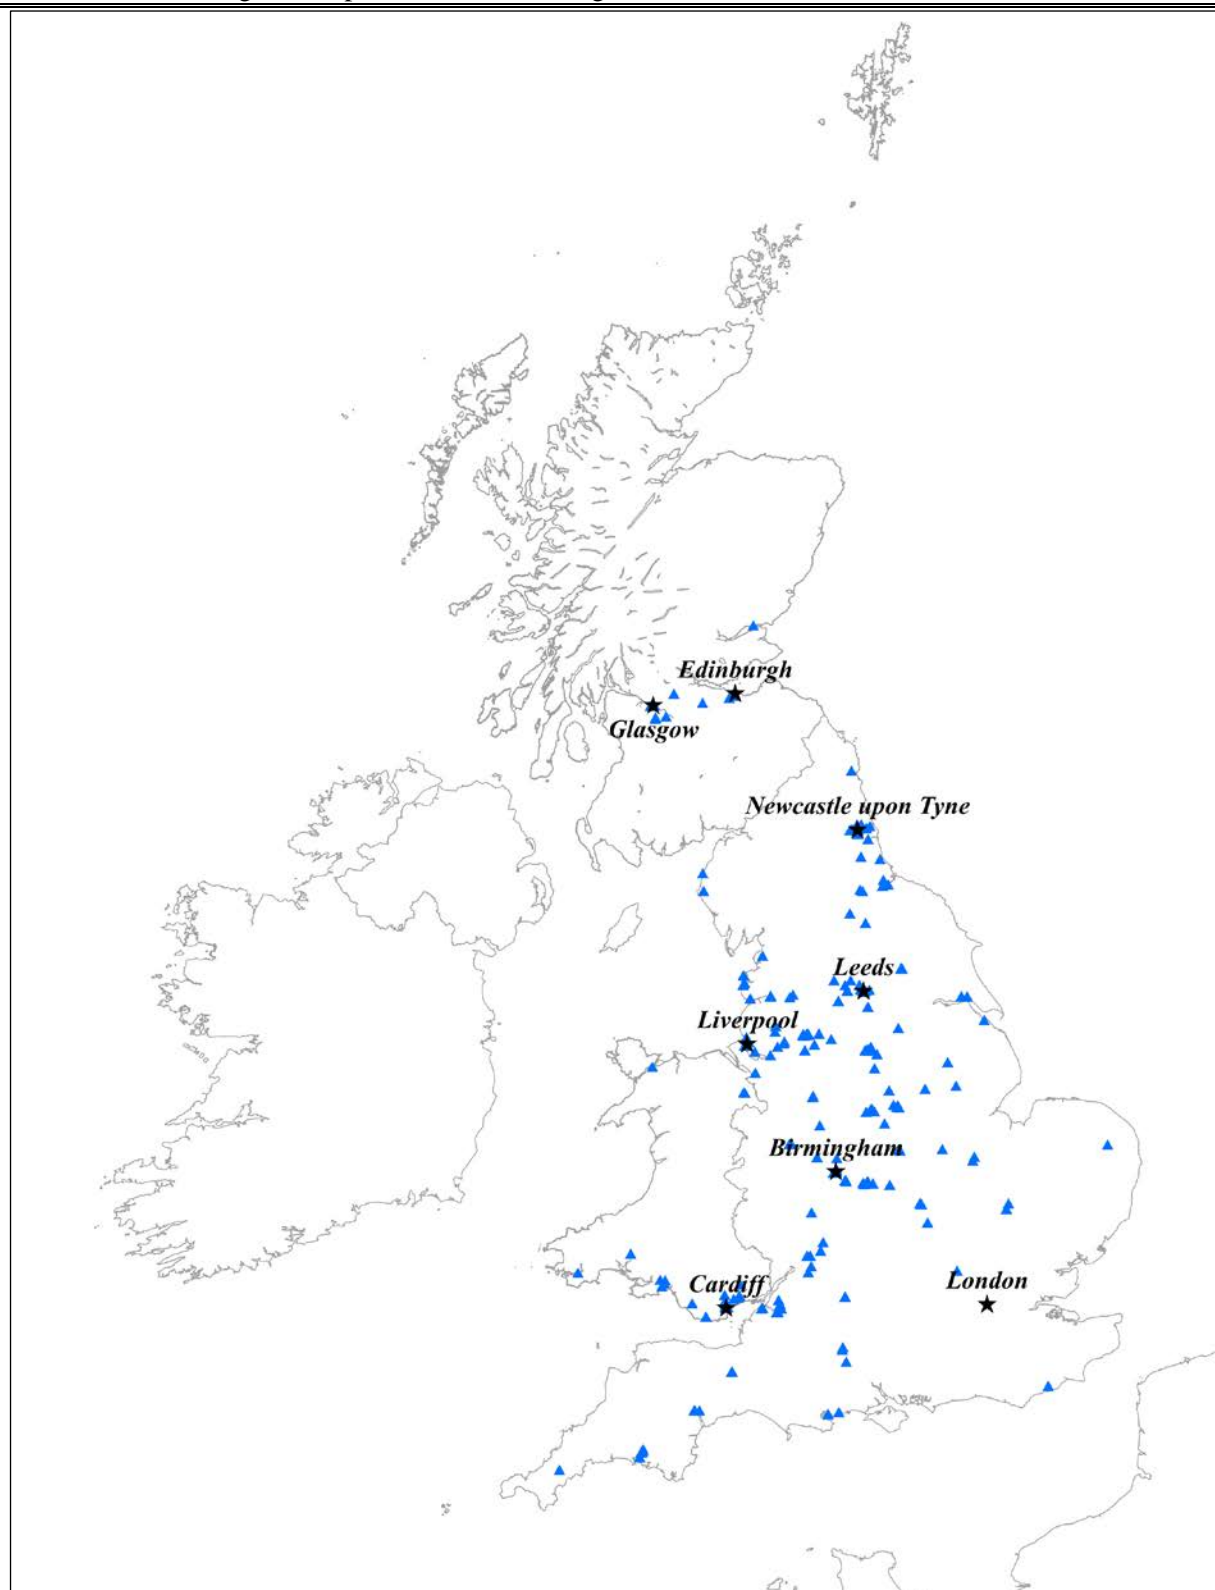 Edinburgh
Glasgow
Newcastle upon Tyne
Leeds
Liverpool
Birmingham
Cardiff
London